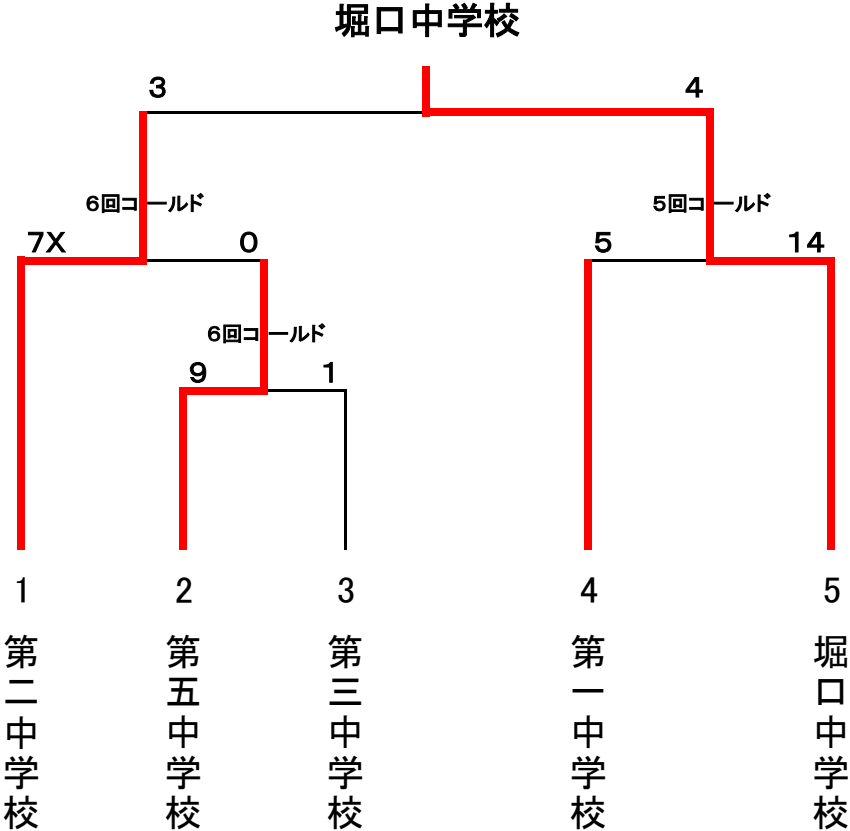 堀口中学校
3
4
6回コールド
5回コールド
7X
0
5
14
6回コールド
9
1
1
2
3
4
5
第二中学校
第五中学校
第三中学校
第一中学校
堀口中学校